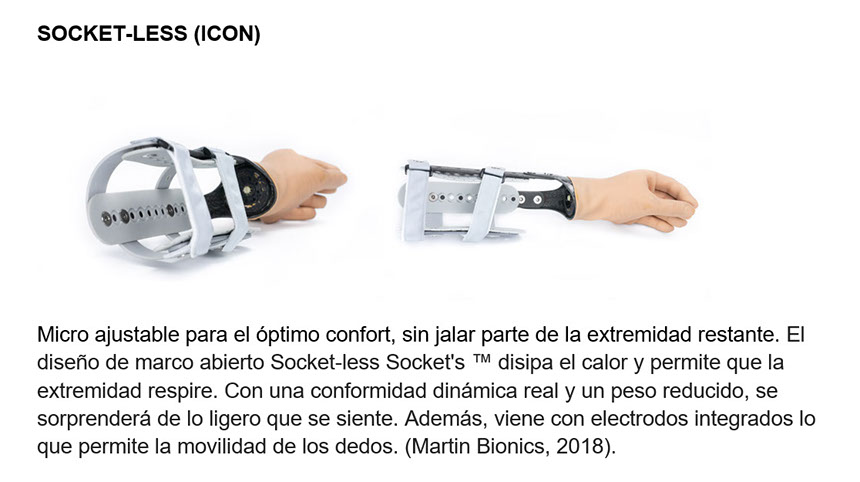 SOCKET-LESS (ICON)
Micro ajustable para el óptimo confort, sin jalar parte de la extremidad restante. El
diseño de marco abierto Socket-less Socket's ™ disipa el calor y permite que la
extremidad respire. Con una conformidad dinámica real y un peso reducido, se
sorprenderá de lo ligero que se siente. Además, viene con electrodos integrados lo
que permite la movilidad de los dedos. (Martin Bionics, 2018).